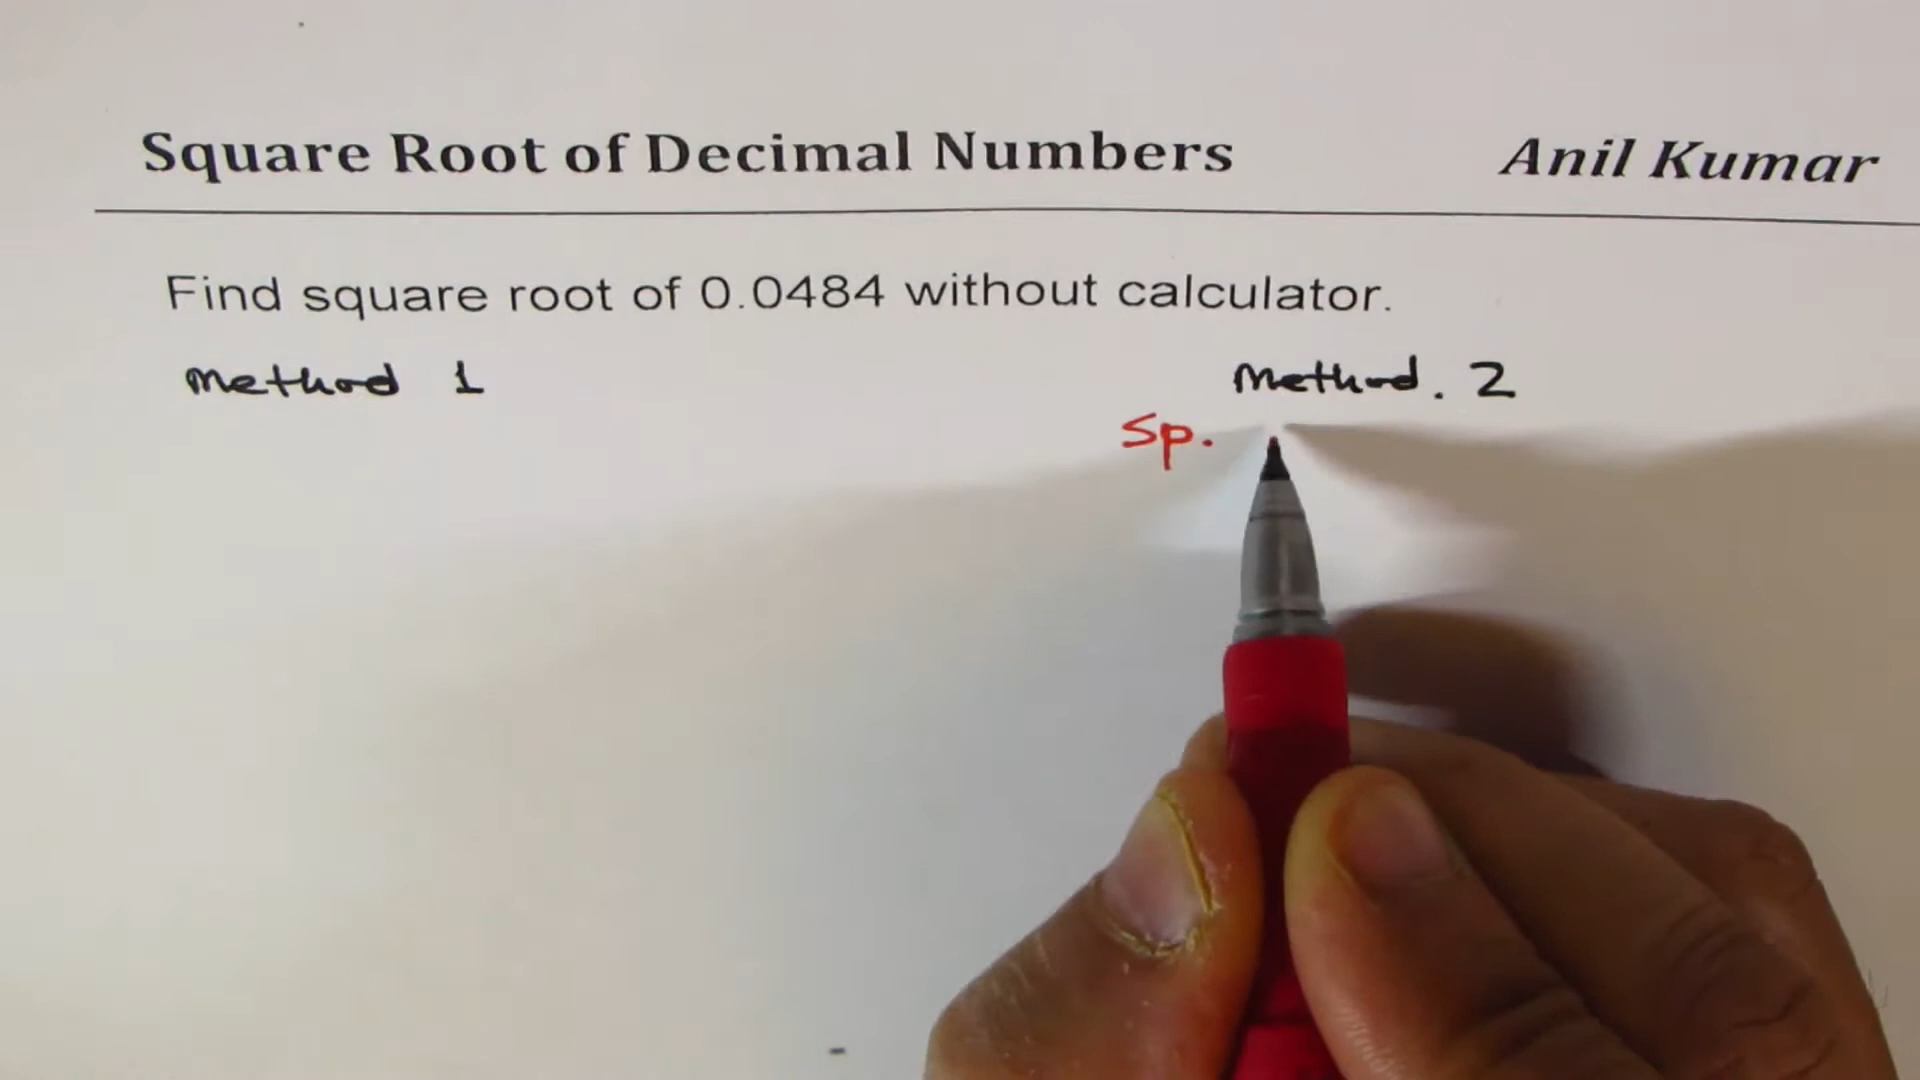 Square Root of Decimal Numbers Anil Kumar
Find square root of 0.0484 without calculator.
Method 1 Method. 2
Sp.